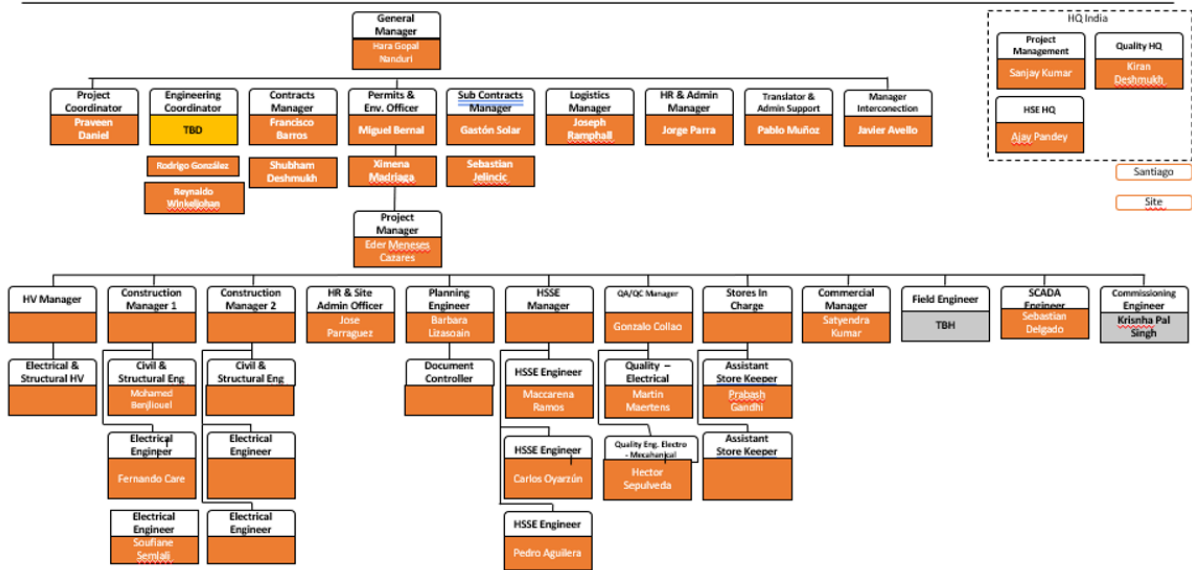 General
Manager
Hara Gopal
Nanduri
HQ India
Project
Management
Sanjay Kumar
Quality HQ
Kiran
Deshmukh
HSE HQ
Ajay Pandey
Santiago
Site
Project
Coordinator
Praveen
Daniel
Engineering
Coordinator
TBD
Contracts
Manager
Francisco
Barros
Permits &
Env. Officer
Miguel Bernal
Sub Contracts
Manager
Gastón Solar
Logistics
Manager
Joseph
Ramphall
HR & Admin
Manager
Jorge Parra
Translator &
Admin Support
Pablo Muñoz
Manager
Interconection
Javier Avello
Rodrigo González
Reynaldo
Winkeljohan
Shubham
Deshmukh
Ximena
Madriaga
Sebastian
Jelincic
Project
Manager
Eder Meneses
Cazares
HV Manager
Construction
Manager 1
Construction
Manager 2
HR & Site
Admin Officer
Jose
Parraguez
Planning
Engineer
Barbara
Lizasoain
HSSE
Manager
QA/QC Manager
Gonzalo Collao
Stores In
Charge
Commercial
Manager
Satyendra
Kumar
Field Engineer
TBH
SCADA
Engineer
Sebastian
Delgado
Commissioning
Engineer
Krisnha Pal
Singh
Electrical &
Structural HV
Civil &
Structural Eng
Mohamed
Benjliouel
Civil &
Structural Eng
Document
Controller
HSSE Engineer
Maccarena
Ramos
Quality –
Electrical
Martin
Maertens
Assistant
Store Keeper
Prabash
Gandhi
Electrical
Engineer
Fernando Care
Electrical
Engineer
HSSE Engineer
Carlos Oyarzún
Quality Eng. Electro
- Mecahanical
Hector
Sepulveda
Assistant
Store Keeper
Electrical
Engineer
Soufiane
Semlali
Electrical
Engineer
HSSE Engineer
Pedro Aguilera